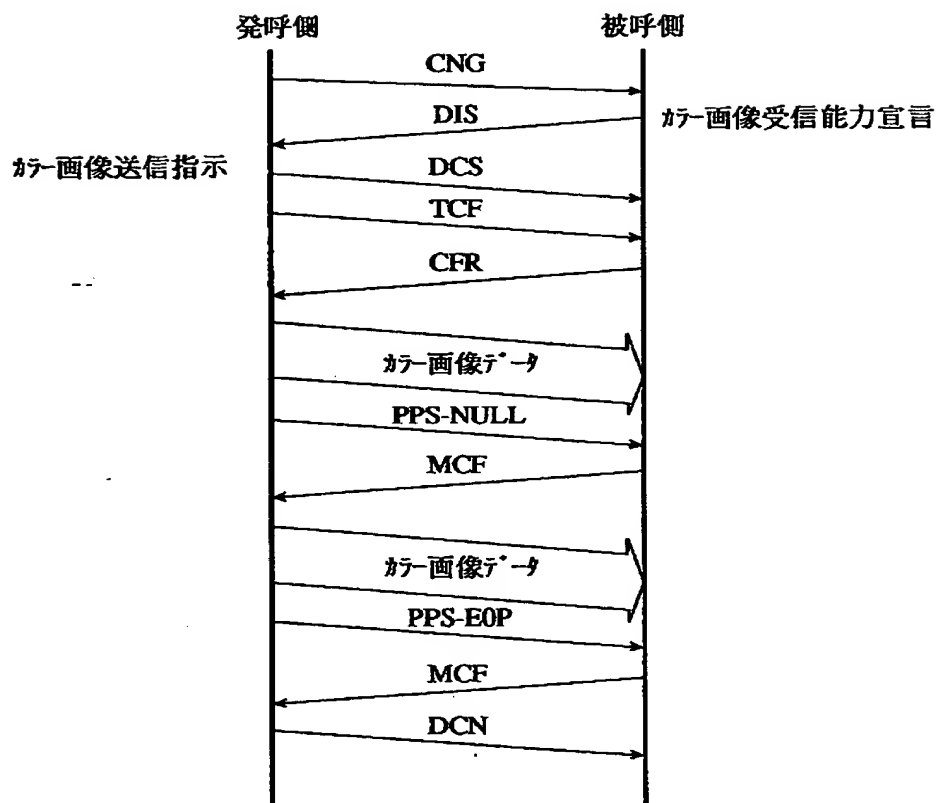 発呼側
被呼側
CNG
DIS
カラー画像受信能力宣言
カラー画像送信指示
DCS
TCF
CFR
カラー画像データ
PPS-NULL
MCF
カラー画像データ
PPS-E0P
MCF
DCN